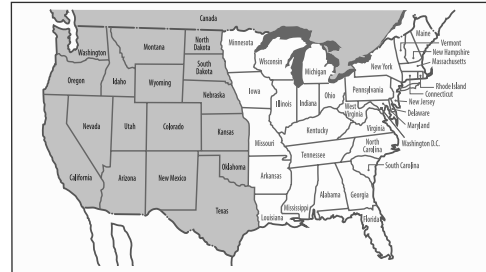 Canada
Washington
Montana
North
Dakota
Minnesota
Maine
Vermont
New Hampshire
Massachusetts
Oregon
Idaho
Wyoming
South
Dakota
Wisconsin
Michigan
New York
Rhode Island
Connecticut
Nebraska
Iowa
Illinois
Indiana
Ohio
Pennsylvania
New Jersey
Delaware
Maryland
Nevada
Utah
Colorado
Kansas
Missouri
Kentucky
West
Virginia
Virginia
Washington D.C.
California
Arizona
New Mexico
Oklahoma
Arkansas
Tennessee
North
Carolina
South Carolina
Texas
Louisiana
Mississippi
Alabama
Georgia
Florida